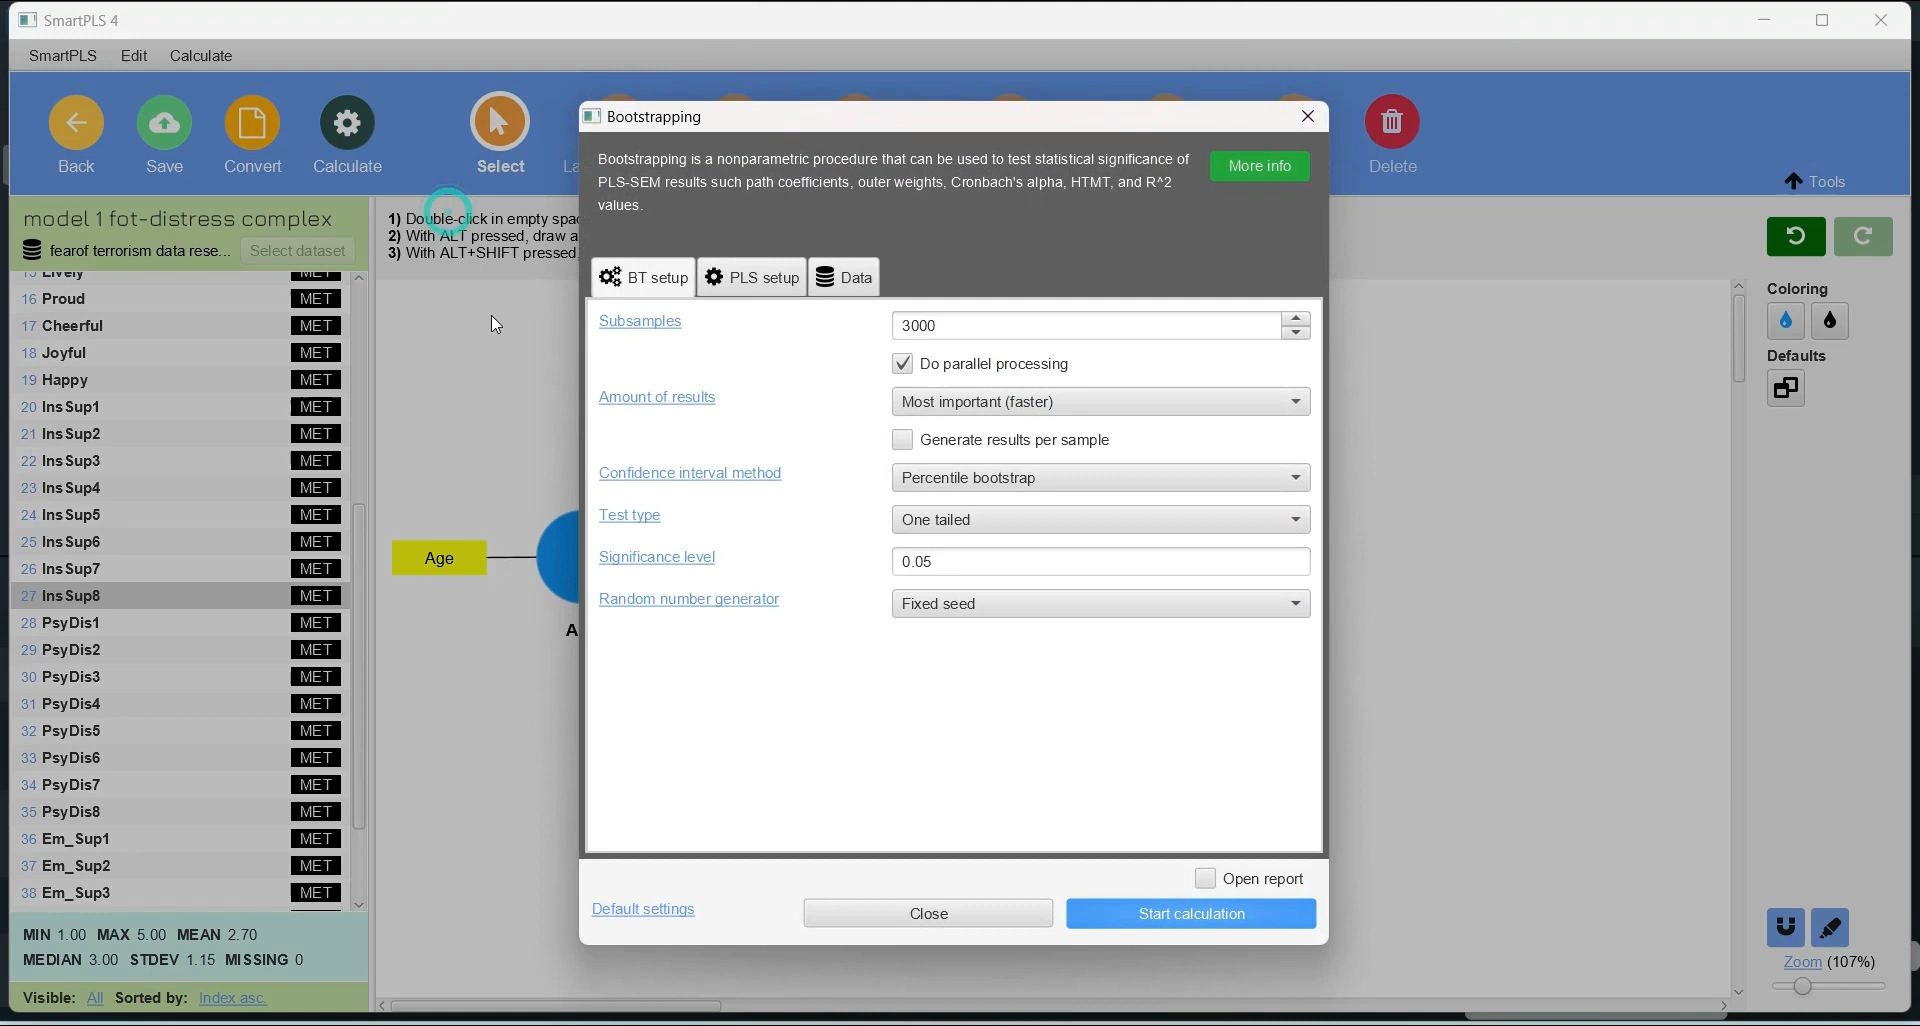 SmartPLS 4
SmartPLS Edit Calculate
Back
Save
Convert
Calculate
Select
La
Delete
Tools
model 1 fot-distress complex
fearof terrorism data rese... Select dataset
15 Lively MET
16 Proud MET
17 Cheerful MET
18 Joyful MET
19 Happy MET
20 Ins Sup1 MET
21 Ins Sup2 MET
22 Ins Sup3 MET
23 Ins Sup4 MET
24 Ins Sup5 MET
25 Ins Sup6 MET
26 Ins Sup7 MET
27 Ins Sup8 MET
28 PsyDis1 MET
29 PsyDis2 MET
30 PsyDis3 MET
31 PsyDis4 MET
32 PsyDis5 MET
33 PsyDis6 MET
34 PsyDis7 MET
35 PsyDis8 MET
36 Em_Sup1 MET
37 Em_Sup2 MET
38 Em_Sup3 MET
MIN 1.00 MAX 5.00 MEAN 2.70
MEDIAN 3.00 STDEV 1.15 MISSING 0
Visible: All Sorted by: Index asc.
1) Double-click in empty spac
2) With ALT pressed, draw a
3) With ALT+SHIFT pressed
Age
A
Bootstrapping
Bootstrapping is a nonparametric procedure that can be used to test statistical significance of
PLS-SEM results such path coefficients, outer weights, Cronbach's alpha, HTMT, and R^2
values.
More info
BT setup
PLS setup
Data
Subsamples 3000
Do parallel processing
Amount of results Most important (faster)
Generate results per sample
Confidence interval method Percentile bootstrap
Test type One tailed
Significance level 0.05
Random number generator Fixed seed
Open report
Default settings
Close
Start calculation
Coloring
Defaults
Zoom (107%)